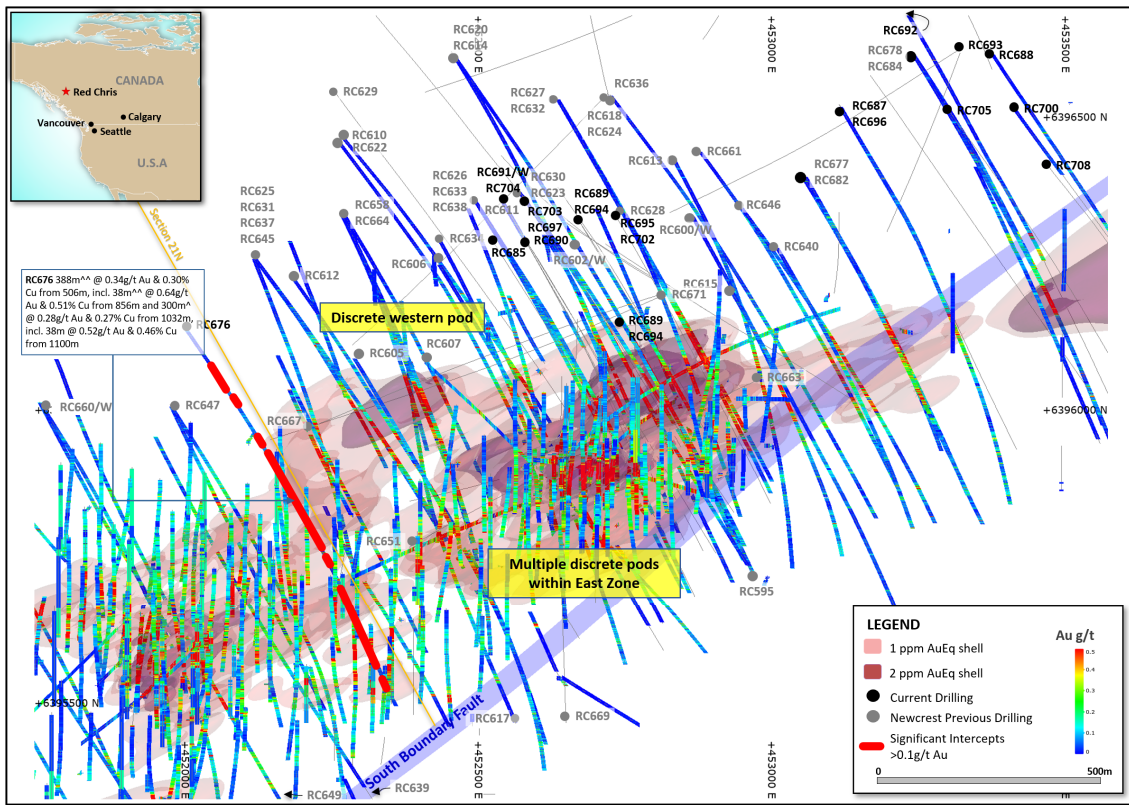 CANADA
Red Chris
Calgary
Vancouver
Seattle
U.S.A
452000 E
452500 E
453000 E
453500 E
RC620
RC614
RC629
RC610
RC622
RC627
RC632
RC636
RC618
RC624
RC692
RC678
RC684
RC693
RC688
RC687
RC696
RC705
RC700
+6396500 N
RC708
RC613
RC661
RC677
RC682
RC625
RC631
RC637
RC645
RC658
RC664
RC626
RC633
RC638
RC691/W
RC704
RC611
RC630
RC623
RC703
RC697
RC690
RC685
RC689
RC694
RC628
RC695
RC702
RC602/W
RC600/W
RC646
RC640
RC634
RC606
RC612
RC615
RC671
Section 21N
RC676 388m^^ @ 0.34g/t Au & 0.30%
Cu from 506m, incl. 38m^^ @ 0.64g/t
Au & 0.51% Cu from 856m and 300m^
@ 0.28g/t Au & 0.27% Cu from 1032m,
incl. 38m @ 0.52g/t Au & 0.46% Cu
from 1100m
RC676
Discrete western pod
RC689
RC694
RC605
RC607
RC663
RC660/W
RC647
RC667
+6396000 N
RC651
Multiple discrete pods
within East Zone
RC595
+6395500 N
RC617
RC669
South Boundary Fault
RC649
RC639
452000 E
452500 E
453000 E
LEGEND
1 ppm AuEq shell
2 ppm AuEq shell
Current Drilling
Newcrest Previous Drilling
Significant Intercepts
>0.1g/t Au
Au g/t
0.5
0.4
0.3
0.2
0.1
0
0
500m